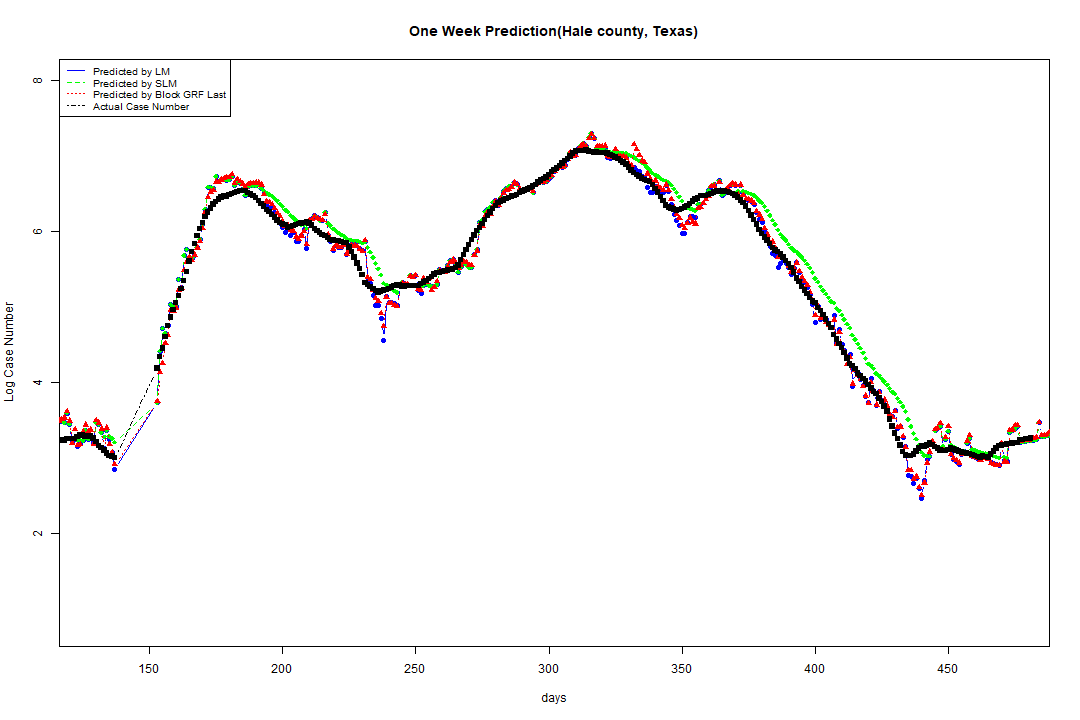 One Week Prediction(Hale county, Texas)
Predicted by LM
Predicted by SLM
Predicted by Block GRF Last
Actual Case Number
8
6
4
2
Log Case Number
150 200 250 300 350 400 450
days